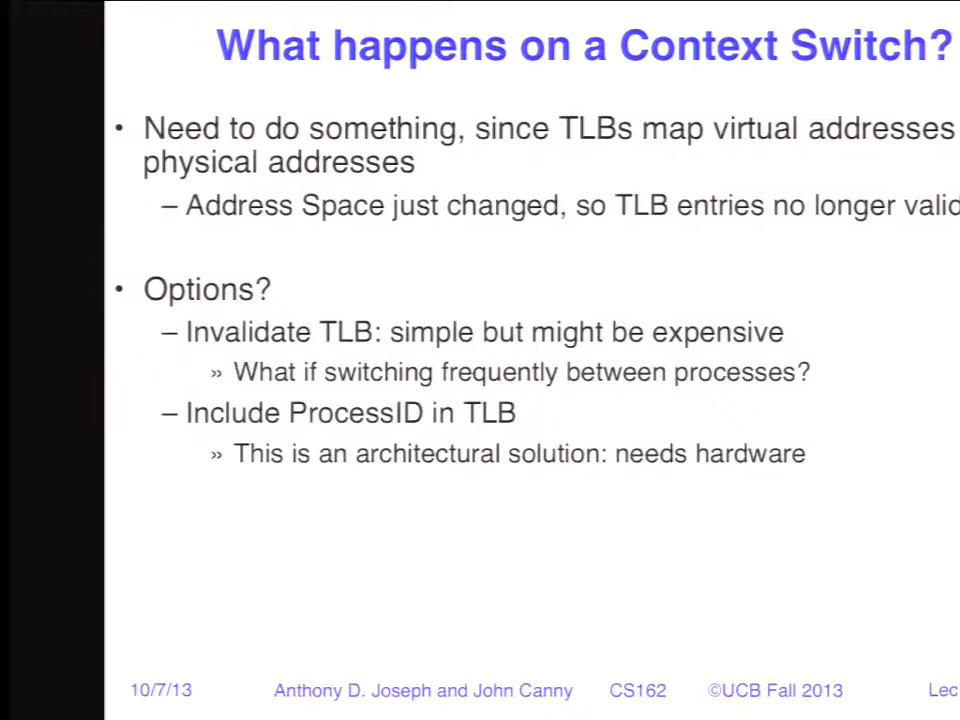 What happens on a Context Switch?
• Need to do something, since TLBs map virtual addresses
physical addresses
– Address Space just changed, so TLB entries no longer valid
• Options?
– Invalidate TLB: simple but might be expensive
» What if switching frequently between processes?
– Include ProcessID in TLB
» This is an architectural solution: needs hardware
10/7/13 Anthony D. Joseph and John Canny CS162 ©UCB Fall 2013 Lec